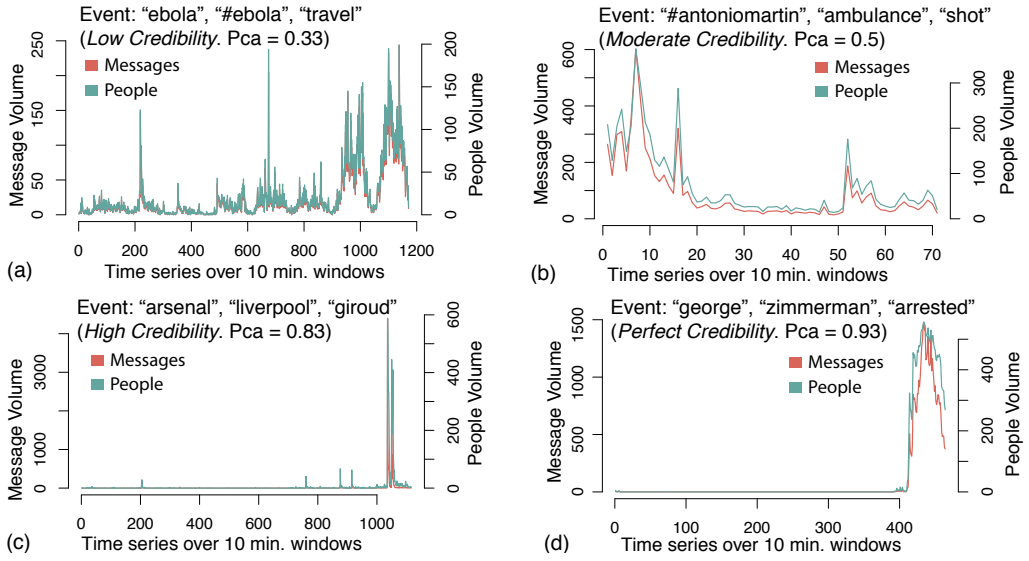 Event: “ebola”, “#ebola”, “travel”
(Low Credibility. Pca = 0.33)
Messages
People
Message Volume
0
50
150
250
People Volume
0
50
100
150
200
0 200 400 600 800 1000 1200
Time series over 10 min. windows
(a)
Event: “#antoniomartin”, “ambulance”, “shot”
(Moderate Credibility. Pca = 0.5)
Messages
People
Message Volume
0
200
400
600
People Volume
0
100
200
300
0 10 20 30 40 50 60 70
Time series over 10 min. windows
(b)
Event: “arsenal”, “liverpool”, “giroud”
(High Credibility. Pca = 0.83)
Messages
People
Message Volume
0
1000
3000
People Volume
0
200
400
600
0 200 400 600 800 1000
Time series over 10 min. windows
(c)
Event: “george”, “zimmerman”, “arrested”
(Perfect Credibility. Pca = 0.93)
Messages
People
Message Volume
0
500
1000
1500
People Volume
0
200
400
0 100 200 300 400
Time series over 10 min. windows
(d)